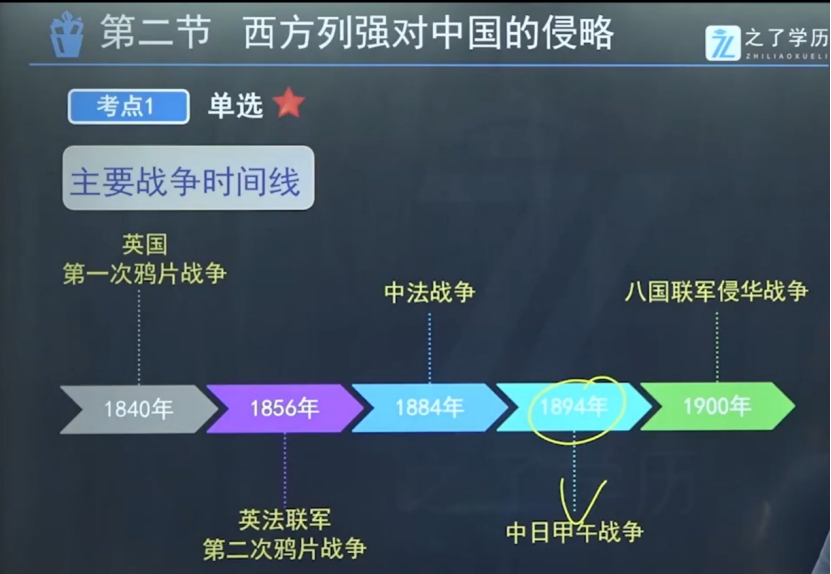 第二节 西方列强对中国的侵略
之了学历
ZHILIAOXUELI
考点1 单选
主要战争时间线
英国
第一次鸦片战争
中法战争
八国联军侵华战争
1840年
1856年
1884年
1894年
1900年
英法联军
第二次鸦片战争
中日甲午战争
之了学历